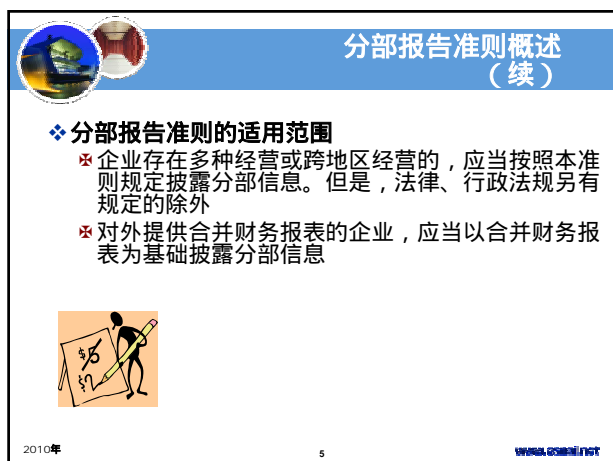 分部报告准则概述
（续）
分部报告准则的适用范围
企业存在多种经营或跨地区经营的，应当按照本准
则规定披露分部信息。但是，法律、行政法规另有
规定的除外
对外提供合并财务报表的企业，应当以合并财务报
表为基础披露分部信息
2010年
5